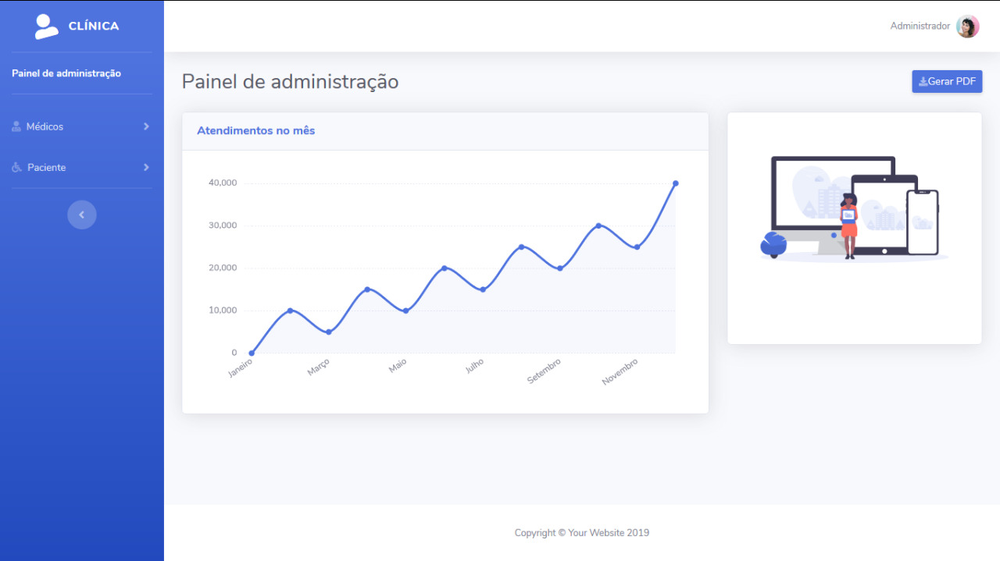 CLÍNICA
Administrador
Painel de administração
Painel de administração
Gerar PDF
Médicos
Paciente
Atendimentos no mês
40,000
30,000
20,000
10,000
0
Janeiro
Março
Maio
Julho
Setembro
Novembro
Copyright © Your Website 2019